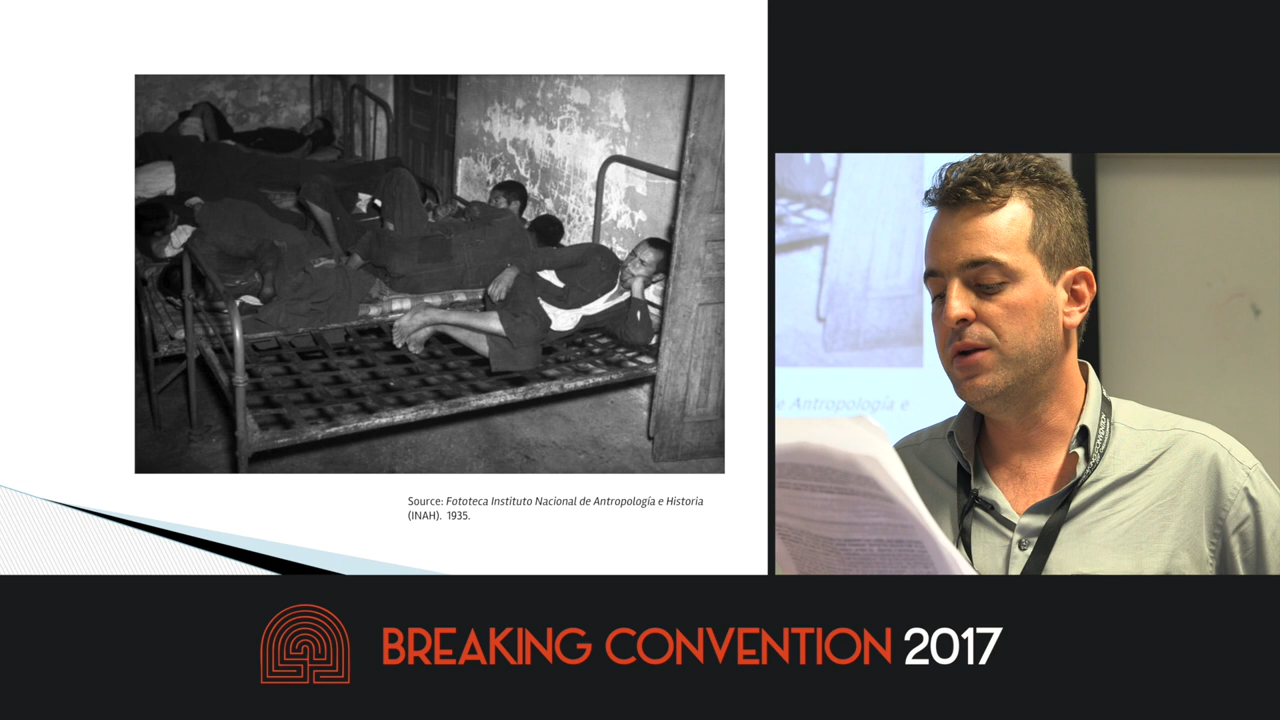 Source: Fototeca Instituto Nacional de Antropología e Historia
(INAH). 1935.
e Antropología e
BREAKING CONVENTION 2017